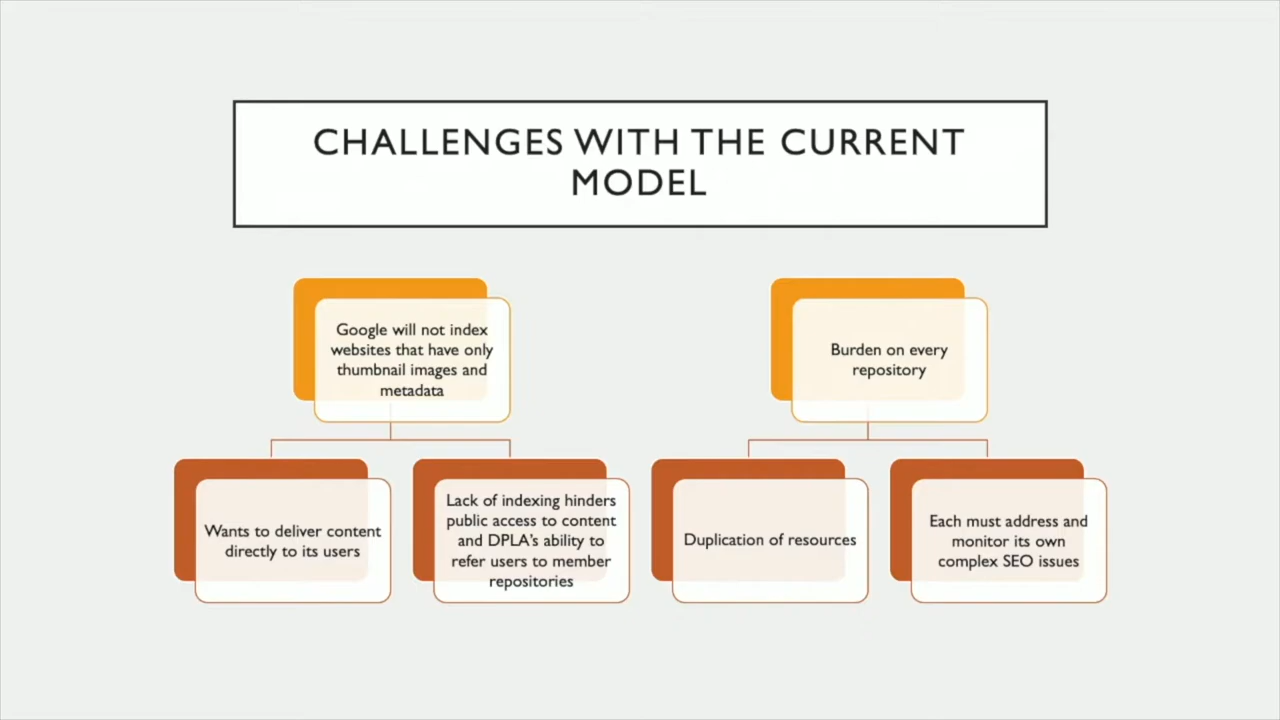 CHALLENGES WITH THE CURRENT
MODEL
Google will not index
websites that have only
thumbnail images and
metadata
Wants to deliver content
directly to its users
Lack of indexing hinders
public access to content
and DPLA's ability to
refer users to member
repositories
Burden on every
repository
Duplication of resources
Each must address and
monitor its own
complex SEO issues